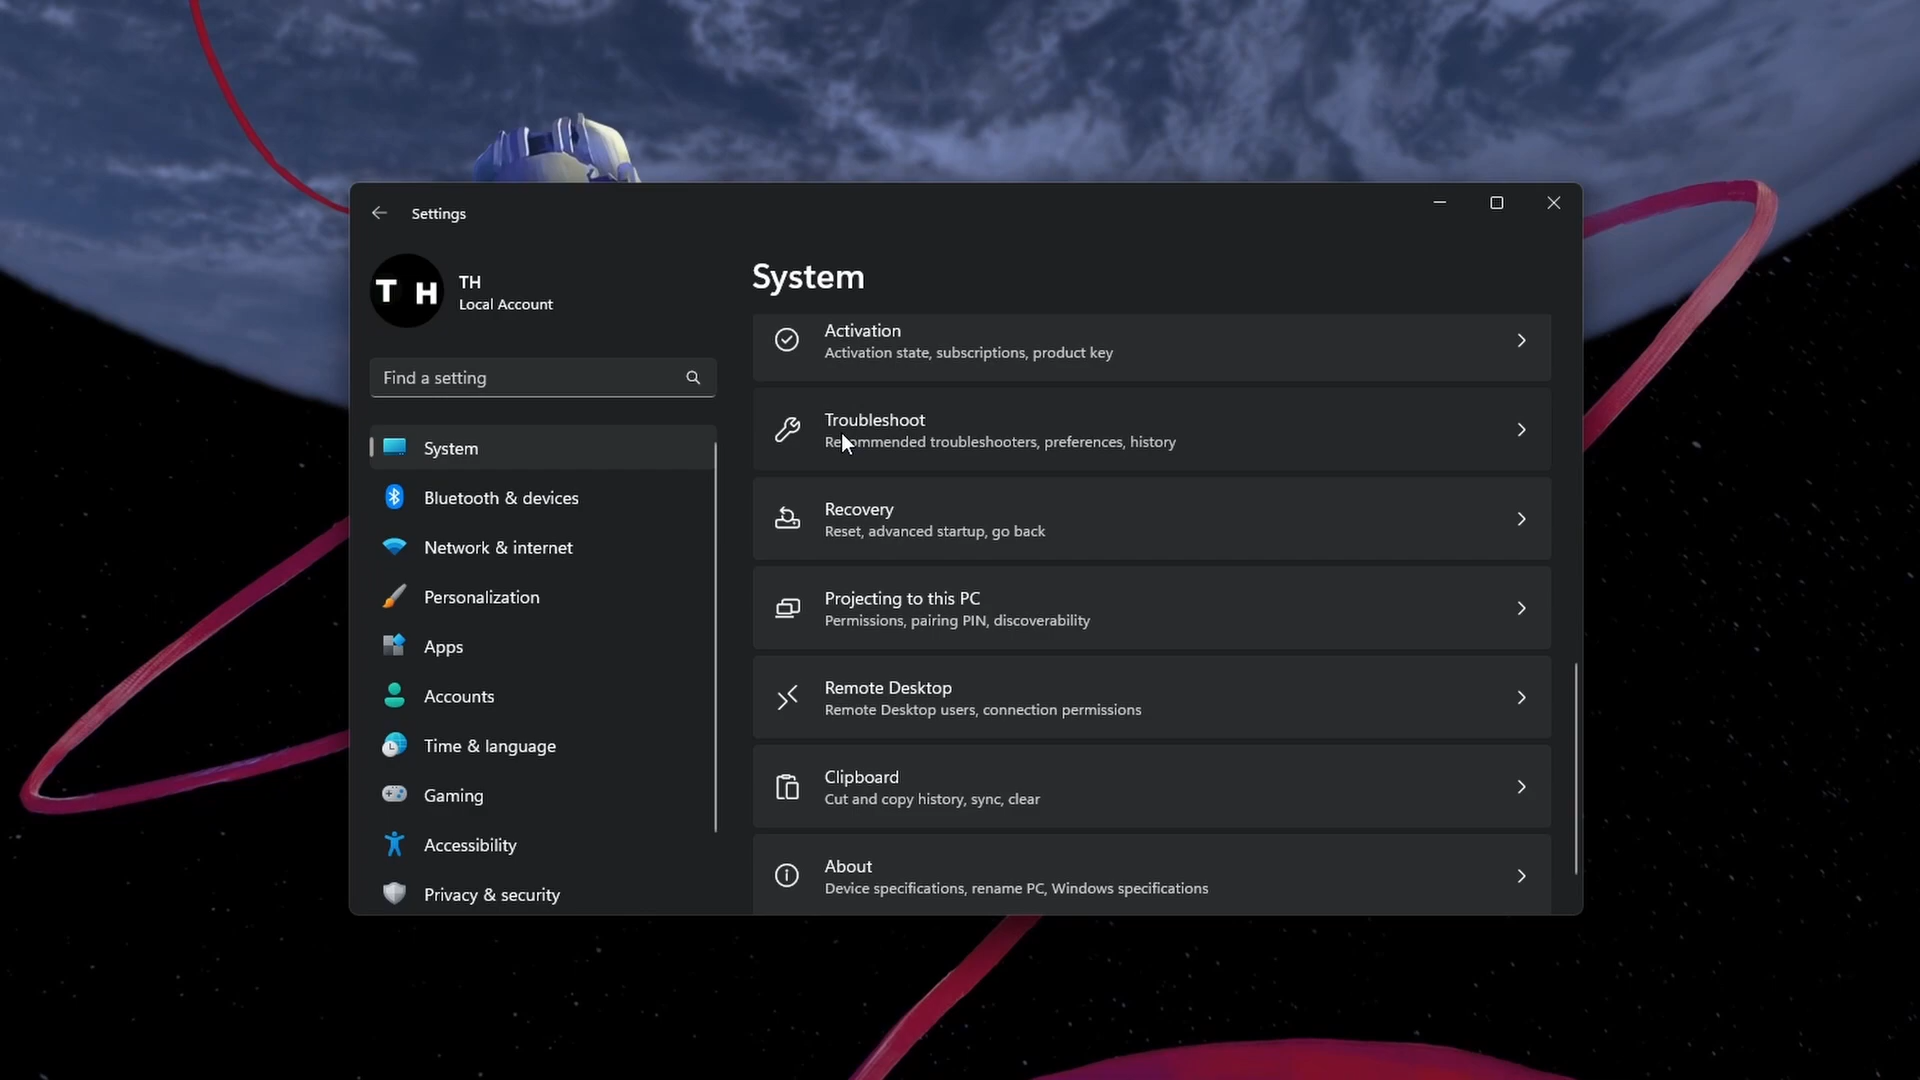 Settings
T H
TH
Local Account
Find a setting
System
Bluetooth & devices
Network & internet
Personalization
Apps
Accounts
Time & language
Gaming
Accessibility
Privacy & security
System
Activation
Activation state, subscriptions, product key
Troubleshoot
Recommended troubleshooters, preferences, history
Recovery
Reset, advanced startup, go back
Projecting to this PC
Permissions, pairing PIN, discoverability
Remote Desktop
Remote Desktop users, connection permissions
Clipboard
Cut and copy history, sync, clear
About
Device specifications, rename PC, Windows specifications